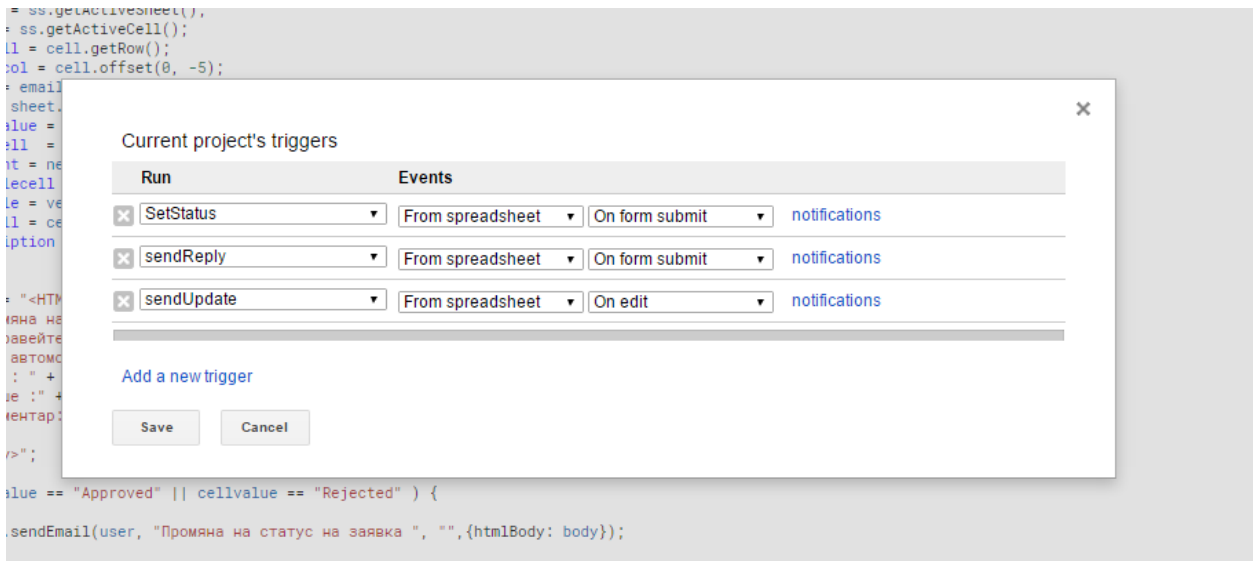 = ss.getActiveSheet();
= ss.getActiveCell();
ll = cell.getRow();
col = cell.offset(0, -5);
= email
sheet.
alue =
ell =
nt = ne
lecell
le = ve
ll = ce
iption
×
Current project's triggers
Run Events
SetStatus From spreadsheet On form submit notifications
sendReply From spreadsheet On form submit notifications
sendUpdate From spreadsheet On edit notifications
Add a new trigger
Save Cancel
= "<HTM
мяна на
равейте
автомо
: " +
ue :" +
ментар:
y>";
alue == "Approved" || cellvalue == "Rejected" ) {
.sendEmail(user, "Промяна на статус на заявка ", "",{htmlBody: body});